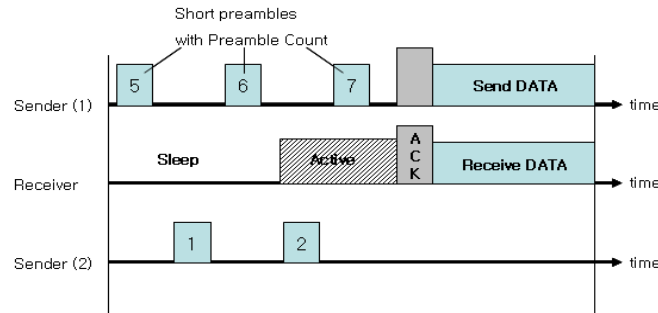 Short preambles
with Preamble Count
5
6
7
Send DATA
Sender (1)
time
Sleep
Active
A
C
K
Receive DATA
Receiver
time
1
2
Sender (2)
time